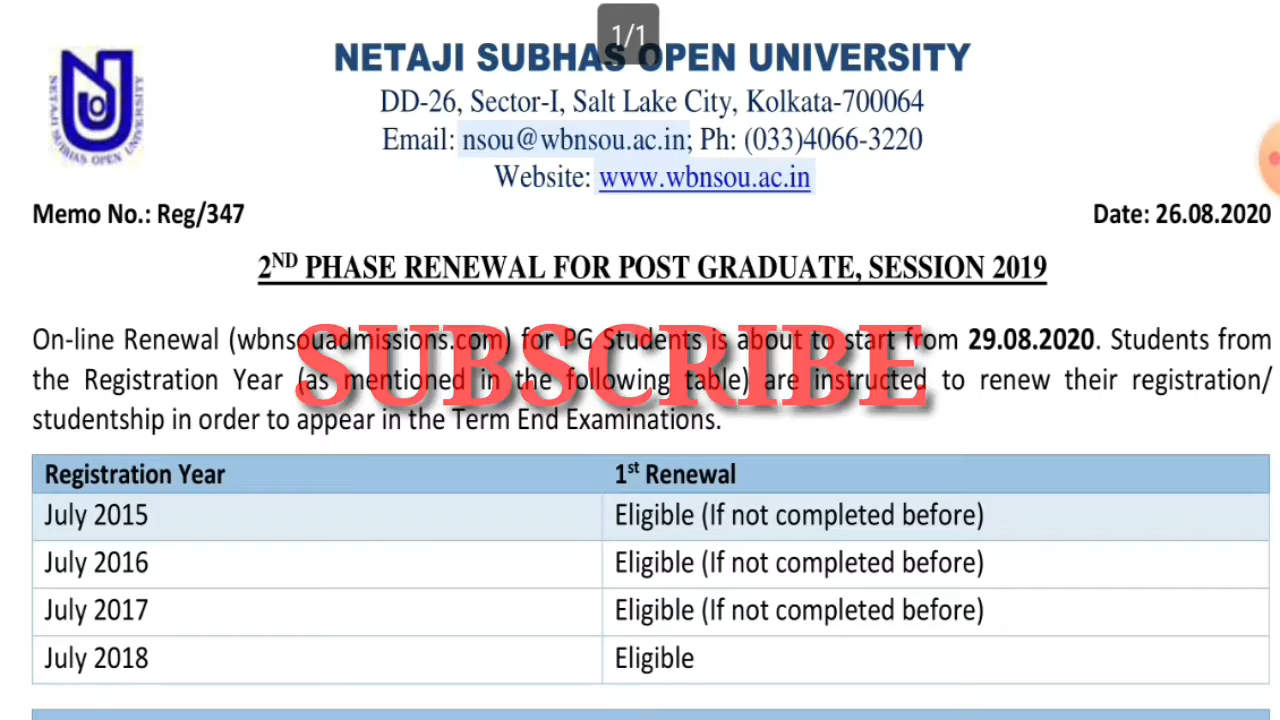 1/1
NETAJI SUBHAS OPEN UNIVERSITY
NETAJI SUBHAS OPEN UNIVERSITY
DD-26, Sector-I, Salt Lake City, Kolkata-700064
Email: nsou@wbnsou.ac.in; Ph: (033)4066-3220
Website: www.wbnsou.ac.in
Memo No.: Reg/347 Date: 26.08.2020
2ND PHASE RENEWAL FOR POST GRADUATE, SESSION 2019
On-line Renewal (wbnsouadmissions.com) for PG Students is about to start from 29.08.2020. Students from
SUBSCRIBE
the Registration Year (as mentioned in the following table) are instructed to renew their registration/
studentship in order to appear in the Term End Examinations.
Registration Year 1st Renewal
July 2015 Eligible (If not completed before)
July 2016 Eligible (If not completed before)
July 2017 Eligible (If not completed before)
July 2018 Eligible